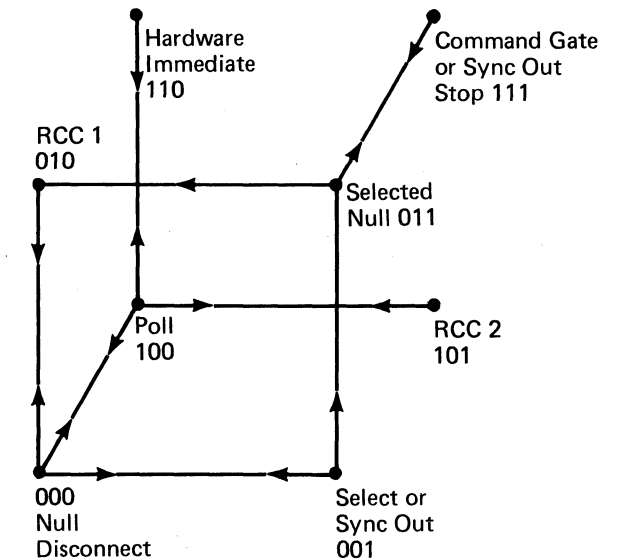 Hardware
Immediate
110
Command Gate
or Sync Out
Stop 111
RCC 1
010
Selected
Null 011
Poll
100
RCC 2
101
000
Null
Disconnect
Select or
Sync Out
001